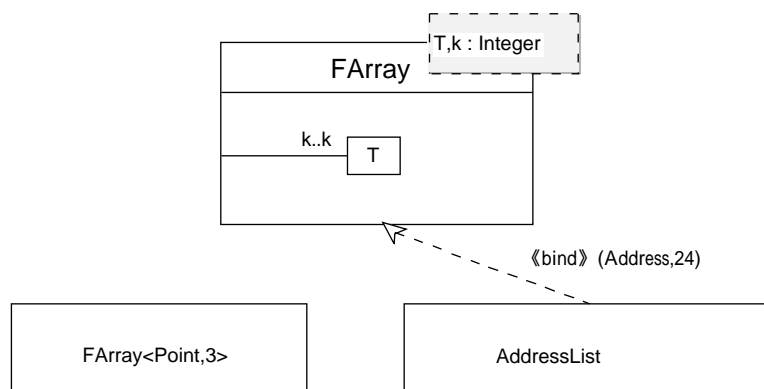 T,k : Integer
FArray
k..k
T
《bind》(Address,24)
FArray<Point,3>
AddressList